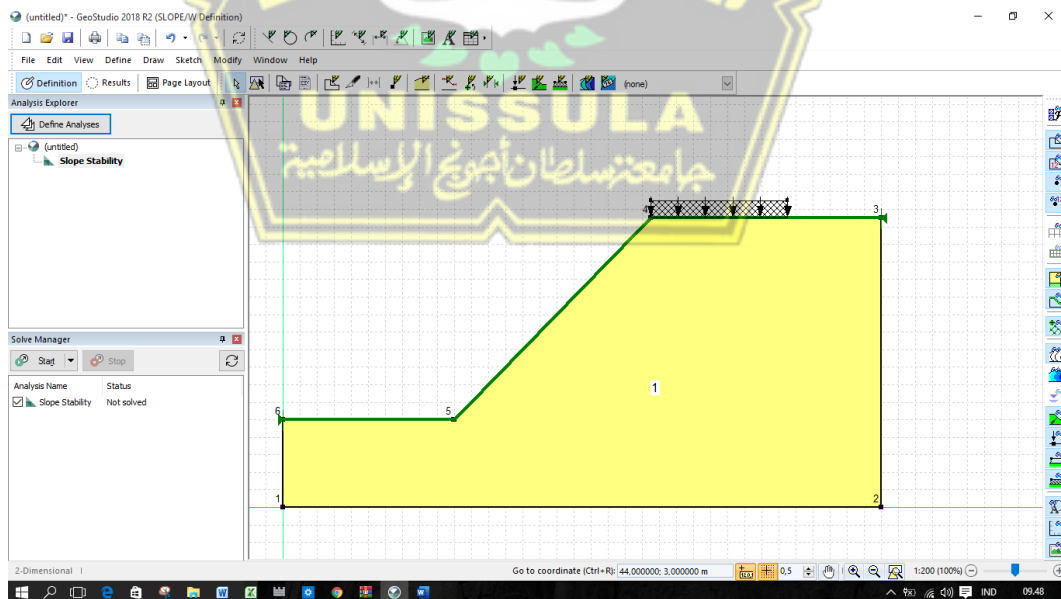 (untitled)* - GeoStudio 2018 R2 (SLOPE/W Definition)
File Edit View Define Draw Sketch Modify Window Help
Definition Results Page Layout (none)
Analysis Explorer
Define Analyses
(untitled)
Slope Stability
UNISSULA
جامعة سلطان أجونج الإسلامية
4 3
1
6 5
1 2
Solve Manager
Start Stop
Analysis Name Status
Slope Stability Not solved
2-Dimensional
Go to coordinate (Ctrl+R): 44,000000; 3,000000 m 0,5 1:200 (100%)
IND 09.48